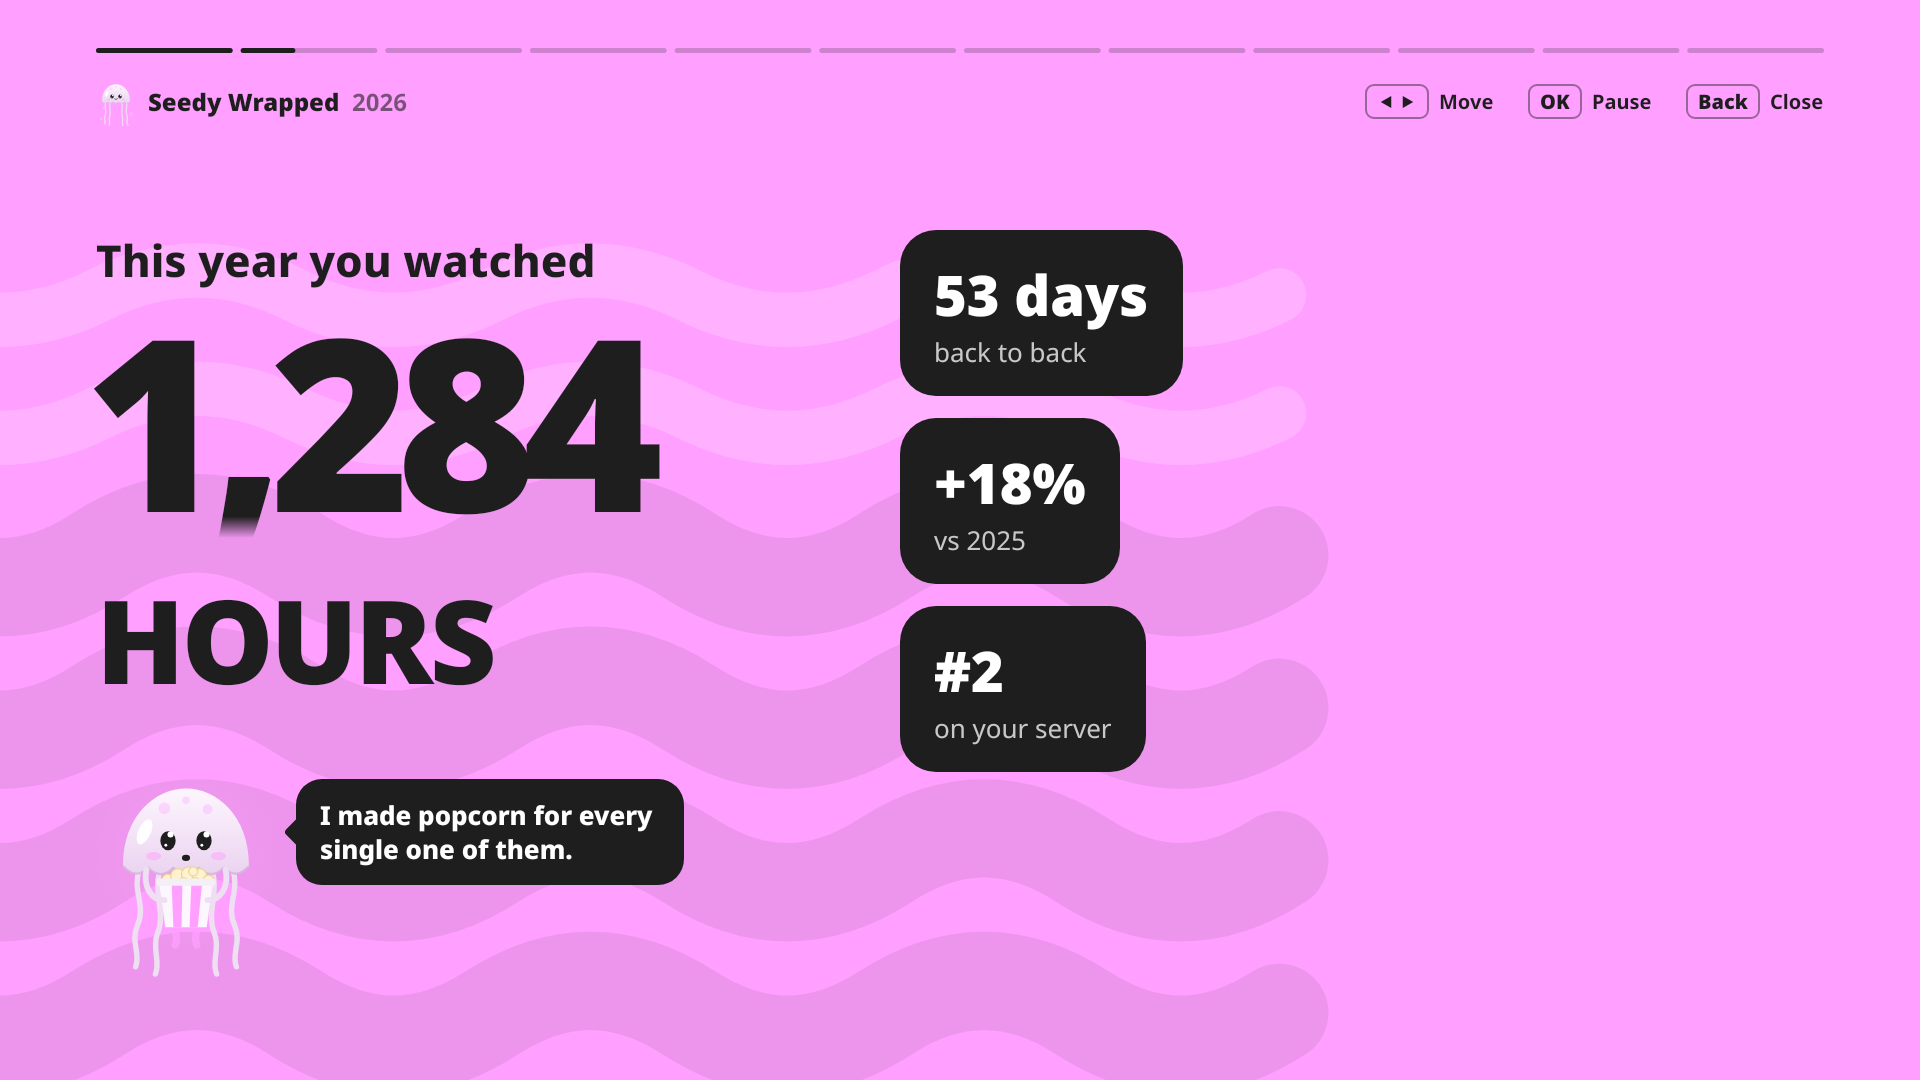 Seedy Wrapped 2026
◀ ▶ Move
OK Pause
Back Close
This year you watched
1,284
HOURS
53 days
back to back
+18%
vs 2025
#2
on your server
I made popcorn for every
single one of them.